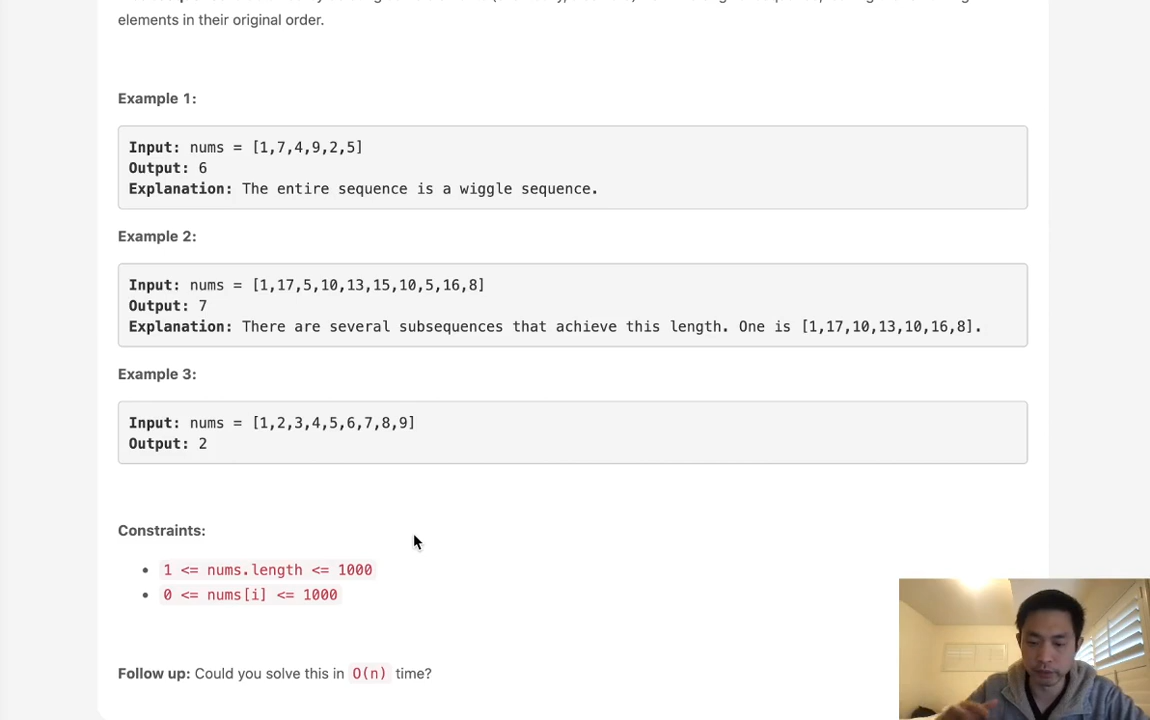 elements in their original order.
Example 1:
Input: nums = [1,7,4,9,2,5]
Output: 6
Explanation: The entire sequence is a wiggle sequence.
Example 2:
Input: nums = [1,17,5,10,13,15,10,5,16,8]
Output: 7
Explanation: There are several subsequences that achieve this length. One is [1,17,10,13,10,16,8].
Example 3:
Input: nums = [1,2,3,4,5,6,7,8,9]
Output: 2
Constraints:
• 1 <= nums.length <= 1000
• 0 <= nums[i] <= 1000
Follow up: Could you solve this in O(n) time?